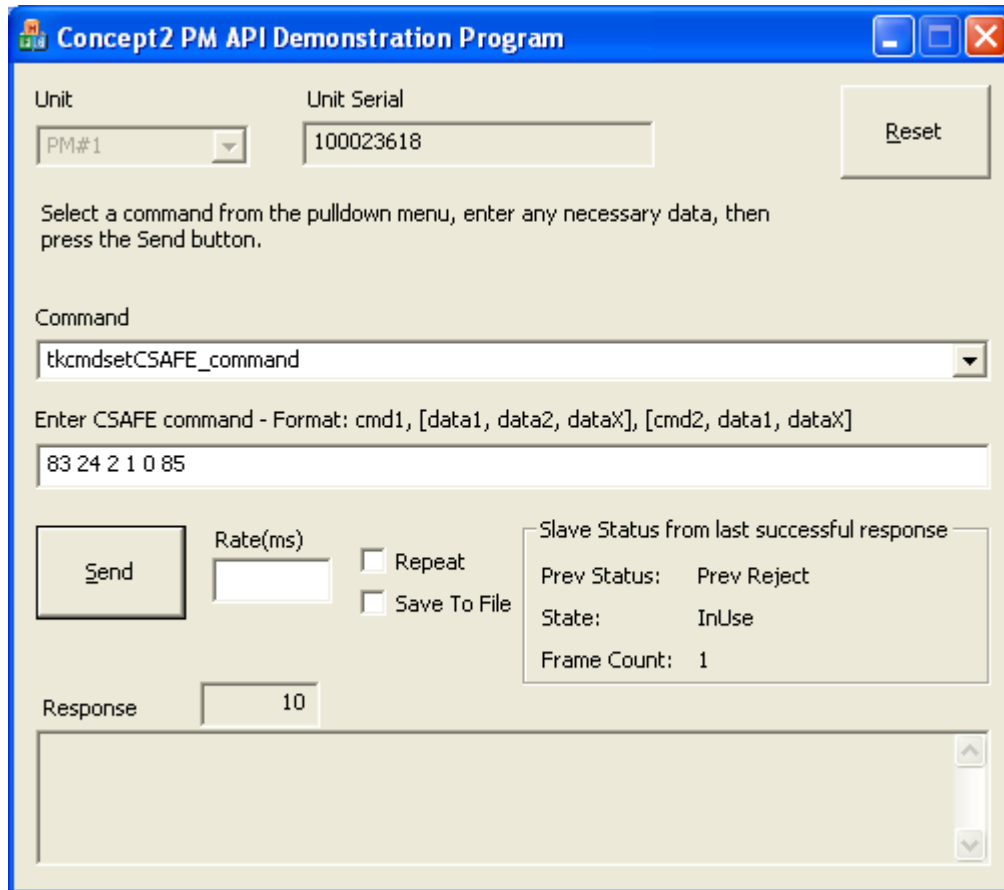 Concept2 PM API Demonstration Program
Unit
Unit Serial
PM#1
100023618
Reset
Select a command from the pulldown menu, enter any necessary data, then
press the Send button.
Command
tkcmdsetCSAFE_command
Enter CSAFE command - Format: cmd1, [data1, data2, dataX], [cmd2, data1, dataX]
83 24 2 1 0 85
Send
Rate(ms)
Repeat
Save To File
Slave Status from last successful response
Prev Status: Prev Reject
State: InUse
Frame Count: 1
Response
10